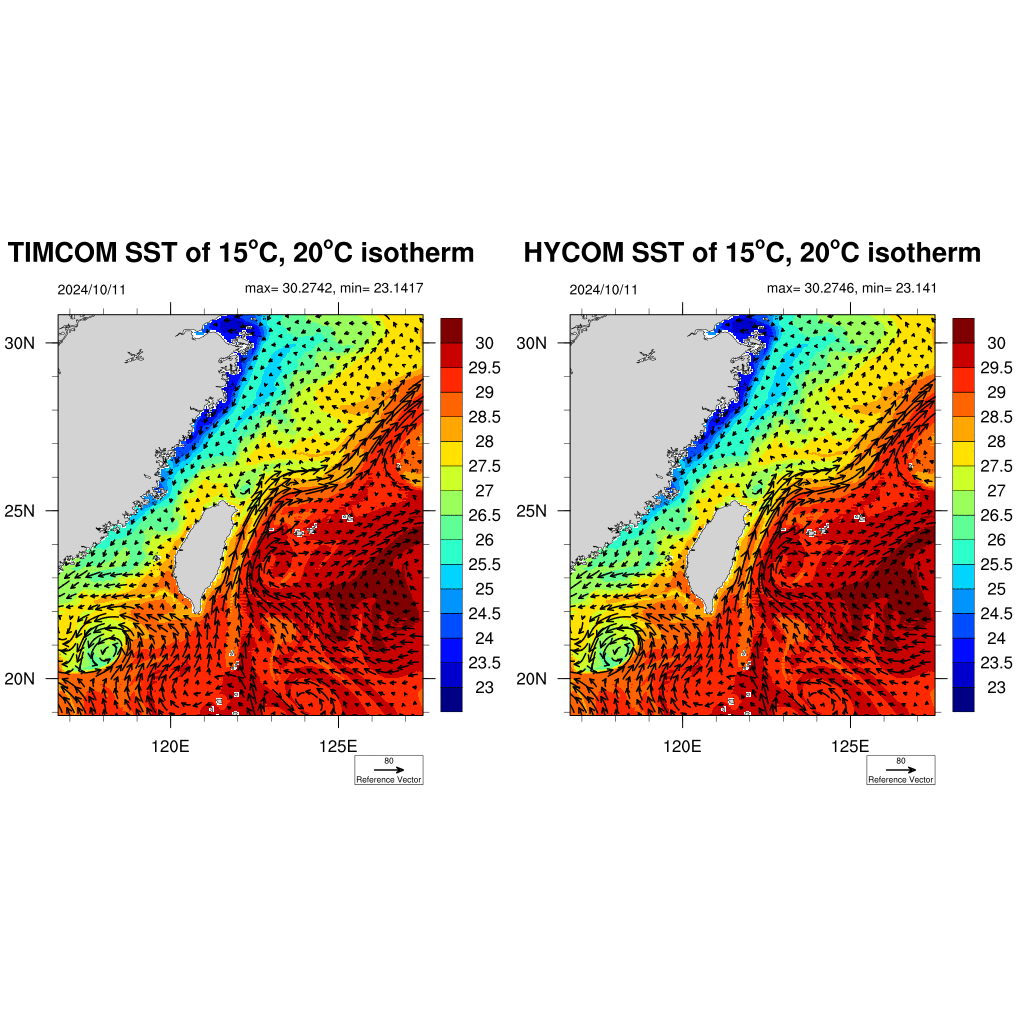 TIMCOM SST of 15°C, 20°C isotherm
2024/10/11 max= 30.2742, min= 23.1417
30N
25N
20N
120E 125E
30
29.5
29
28.5
28
27.5
27
26.5
26
25.5
25
24.5
24
23.5
23
80
Reference Vector
HYCOM SST of 15°C, 20°C isotherm
2024/10/11 max= 30.2746, min= 23.141
30N
25N
20N
120E 125E
30
29.5
29
28.5
28
27.5
27
26.5
26
25.5
25
24.5
24
23.5
23
80
Reference Vector